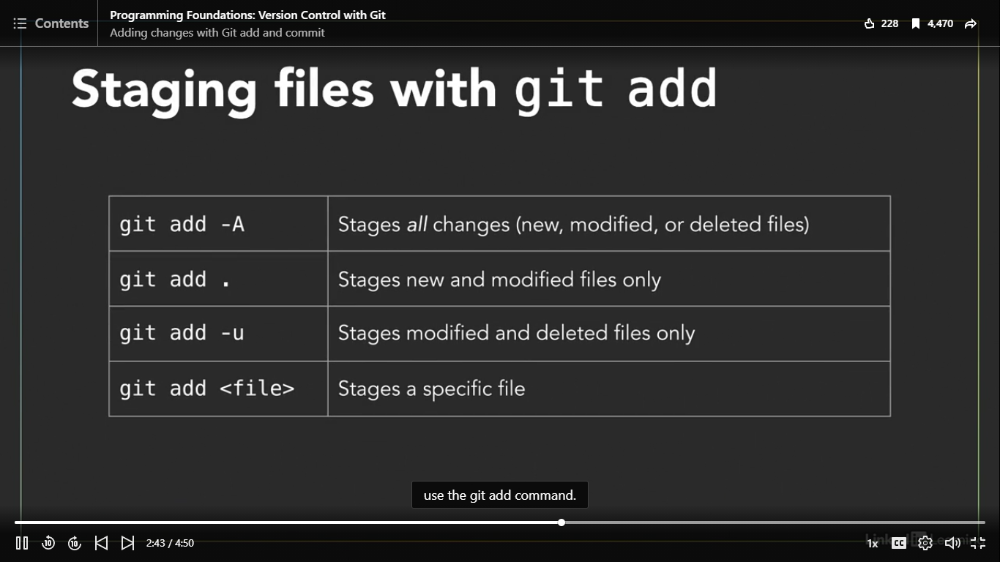 Contents
Programming Foundations: Version Control with Git
Adding changes with Git add and commit
228
4,470
Staging files with git add
git add -A
Stages all changes (new, modified, or deleted files)
git add .
Stages new and modified files only
git add -u
Stages modified and deleted files only
git add <file>
Stages a specific file
use the git add command.
10
10
2:43 / 4:50
1x
CC